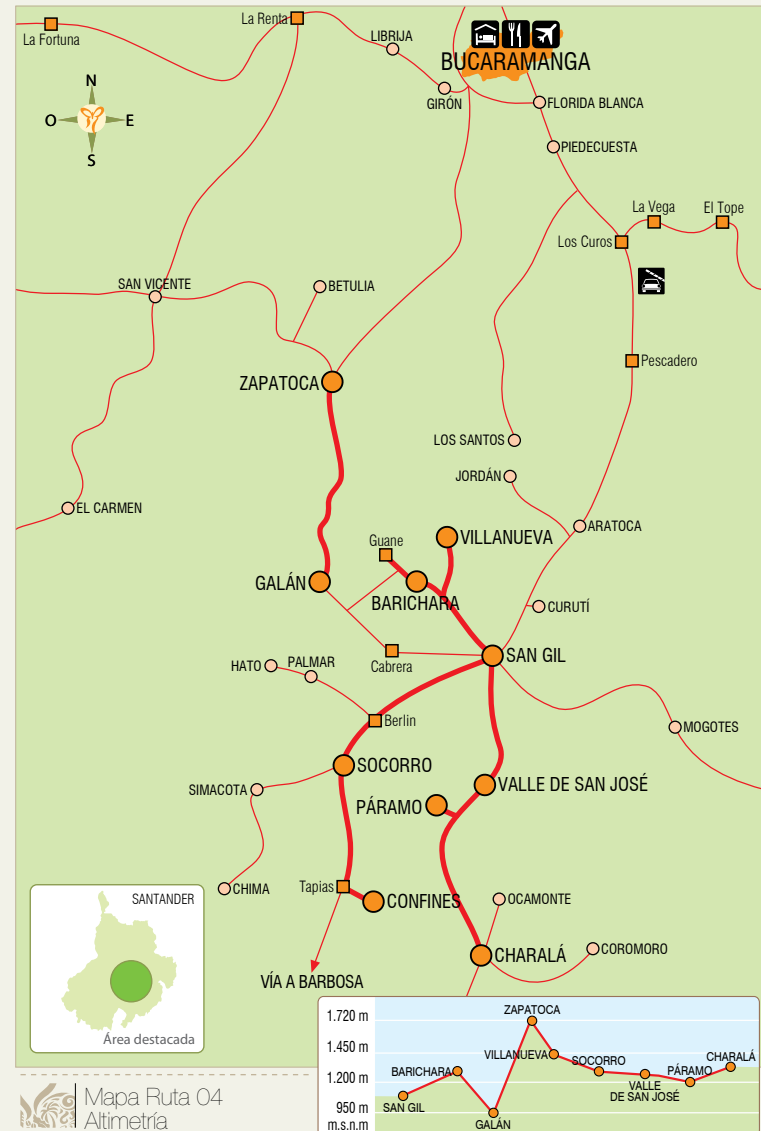 La Fortuna
La Renta
LIBRIJA
BUCARAMANGA
GIRÓN
FLORIDA BLANCA
PIEDECUESTA
N
O
E
S
La Vega
El Tope
Los Curos
SAN VICENTE
BETULIA
Pescadero
ZAPATOCA
LOS SANTOS
JORDÁN
EL CARMEN
ARATOCA
Guane
VILLANUEVA
GALÁN
BARICHARA
CURUTÍ
Cabrera
SAN GIL
HATO
PALMAR
Berlin
MOGOTES
SOCORRO
SIMACOTA
VALLE DE SAN JOSÉ
PÁRAMO
CHIMA
Tapias
CONFINES
OCAMONTE
CHARALÁ
COROMORO
VÍA A BARBOSA
SANTANDER
Área destacada
1.720 m
1.450 m
1.200 m
950 m
m.s.n.m
SAN GIL
BARICHARA
GALÁN
ZAPATOCA
VILLANUEVA
SOCORRO
VALLE
DE SAN JOSÉ
PÁRAMO
CHARALÁ
Mapa Ruta 04
Altimetría